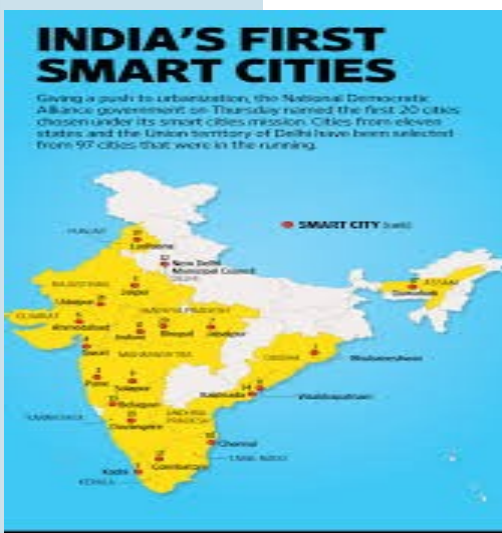 INDIA'S FIRST
SMART CITIES
Giving a push to urbanization, the National Democratic
Alliance government on Thursday named the first 20 cities
chosen under its smart cities mission. Cities from eleven
states and the Union territory of Delhi have been selected
from 97 cities that were in the running.
SMART CITY (rank)
PUNJAB
Ludhiana
New Delhi
Municipal Council
DELHI
RAJASTHAN
Jaipur
Udaipur
ASSAM
Guwahati
GUJARAT
MADHYA PRADESH
Ahmedabad
Indore
Bhopal
Jabalpur
ODISHA
Bhubaneshwar
Surat
MAHARASHTRA
Pune
Solapur
Kakinada
Visakhapatnam
Belagavi
KARNATAKA
Davangere
ANDHRA
PRADESH
Chennai
TAMIL NADU
Kochi
Coimbatore
KERALA